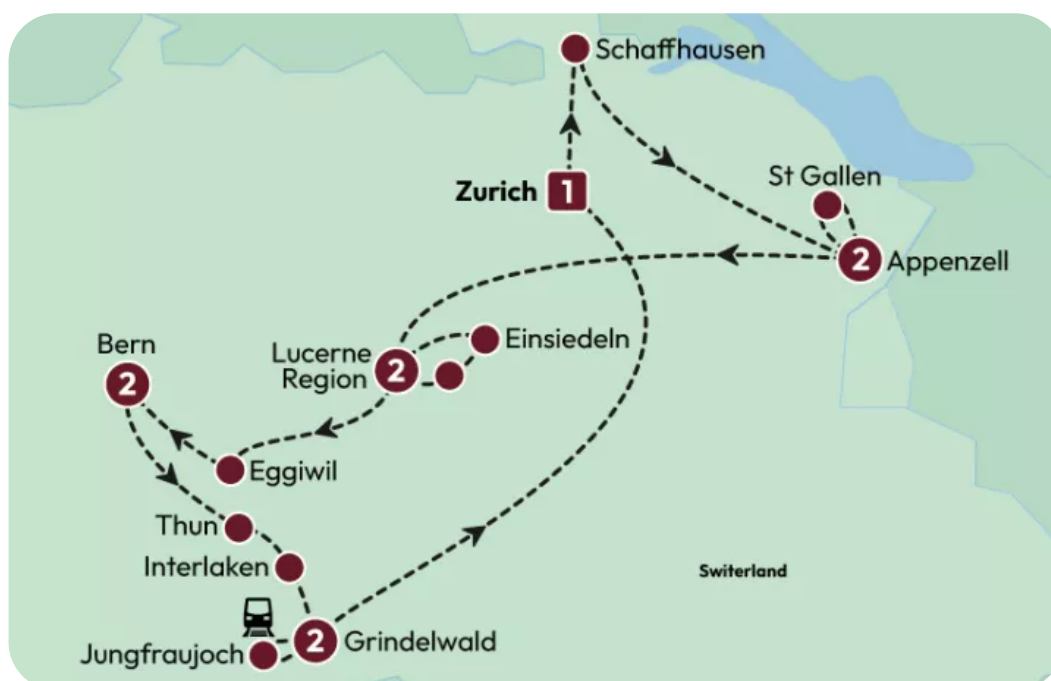 Schaffhausen
St Gallen
Zurich 1
2 Appenzell
Einsiedeln
Bern
2
Lucerne
Region 2
Eggiwil
Thun
Interlaken
Switerland
2 Grindelwald
Jungfraujoch